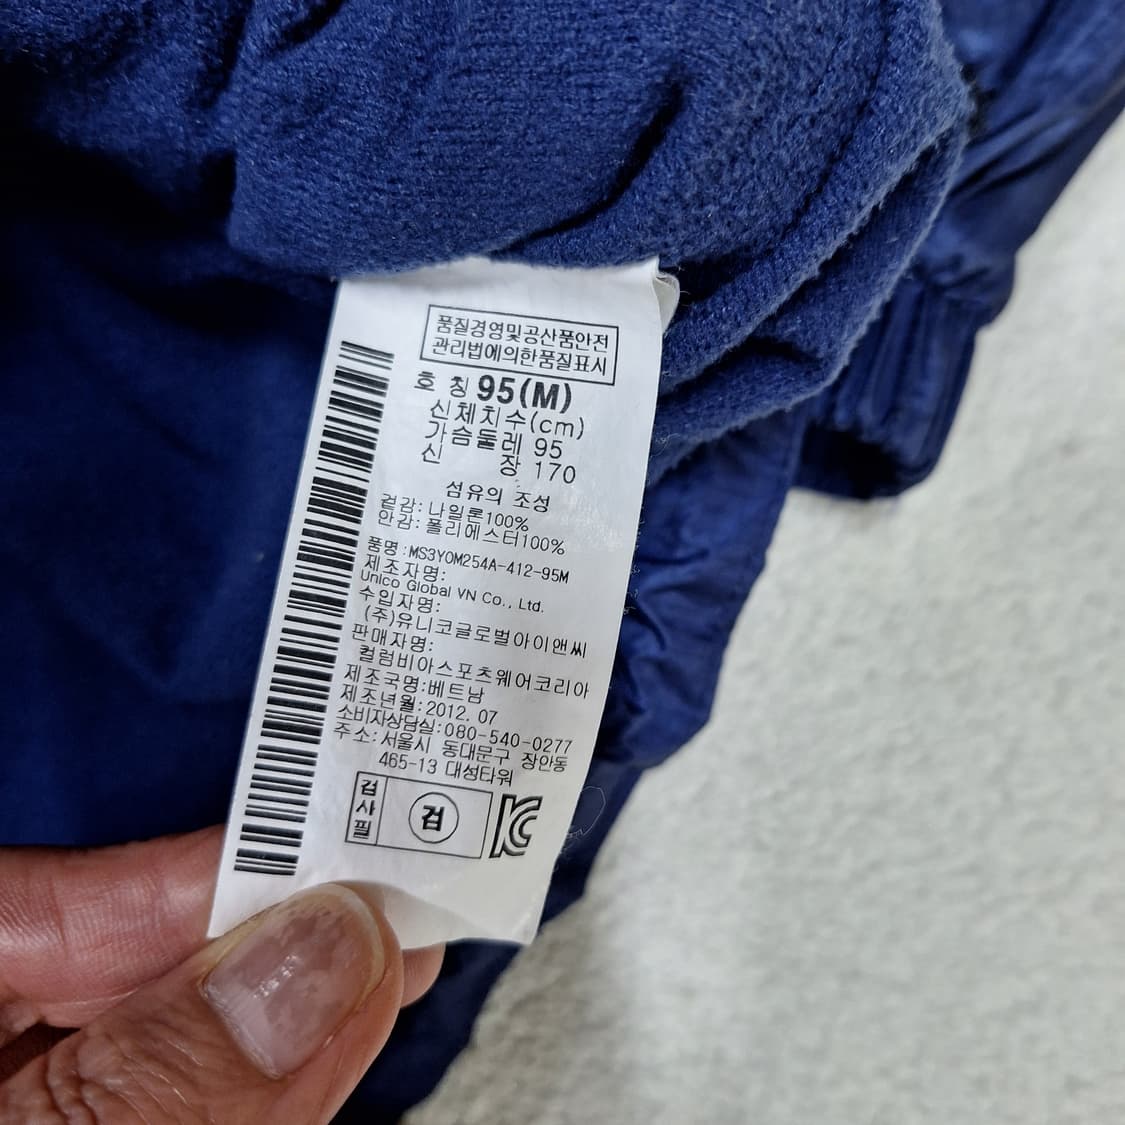 품질경영및공산품안전
관리법에의한품질표시
호 칭 95(M)
신체치수(cm)
가슴둘레 95
신 장 170
섬유의 조성
겉감: 나일론100%
안감: 폴리에스터100%
품명:MS3Y0M254A-412-95M
제조자명:
Unico Global VN Co., Ltd.
수입자명:
(주)유니코글로벌아이앤씨
판매자명:
컬럼비아스포츠웨어코리아
제조국명:베트남
제조년월:2012. 07
소비자상담실:080-540-0277
주소:서울시 동대문구 장안동
465-13 대성타워
검사필
검
KC